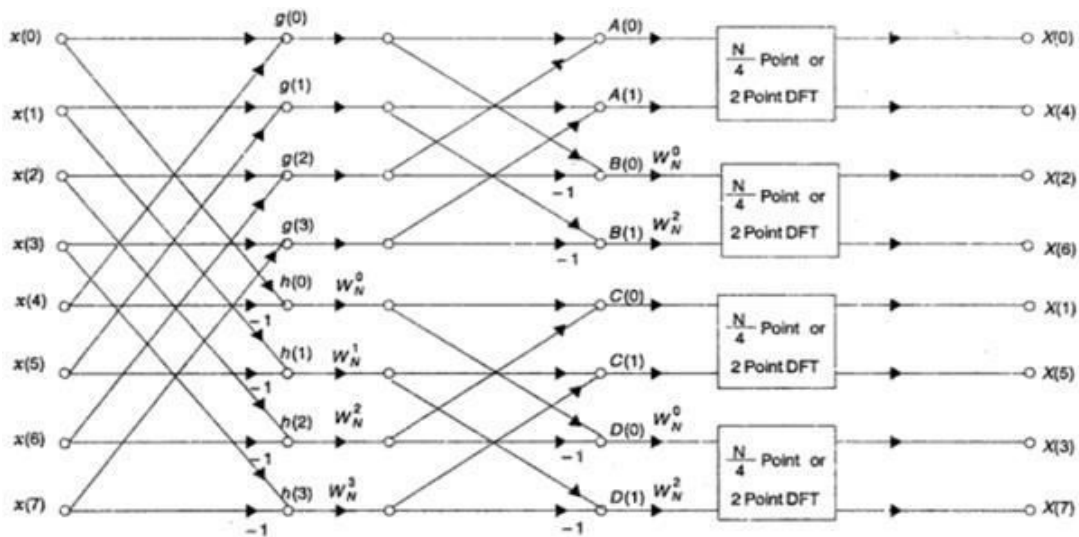 x(0) g(0) A(0) N/4 Point or X(0)
2 Point DFT
x(1) g(1) A(1) X(4)
x(2) g(2) B(0) W_N^0 X(2)
-1 N/4 Point or
2 Point DFT
x(3) g(3) B(1) W_N^2 X(6)
-1
x(4) h(0) W_N^0 C(0) X(1)
-1 N/4 Point or
2 Point DFT
x(5) h(1) W_N^1 C(1) X(5)
-1
x(6) h(2) W_N^2 D(0) W_N^0 X(3)
-1 -1 N/4 Point or
2 Point DFT
x(7) h(3) W_N^3 D(1) W_N^2 X(7)
-1 -1